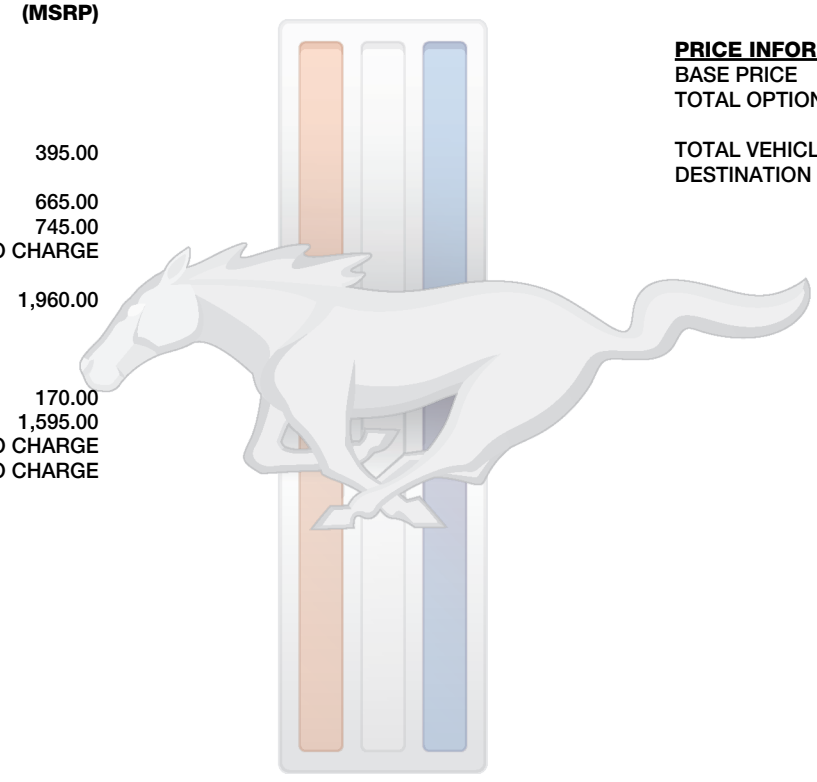 (MSRP)
395.00
665.00
745.00
O CHARGE
1,960.00
170.00
1,595.00
O CHARGE
O CHARGE
PRICE INFOR
BASE PRICE
TOTAL OPTION
TOTAL VEHICL
DESTINATION